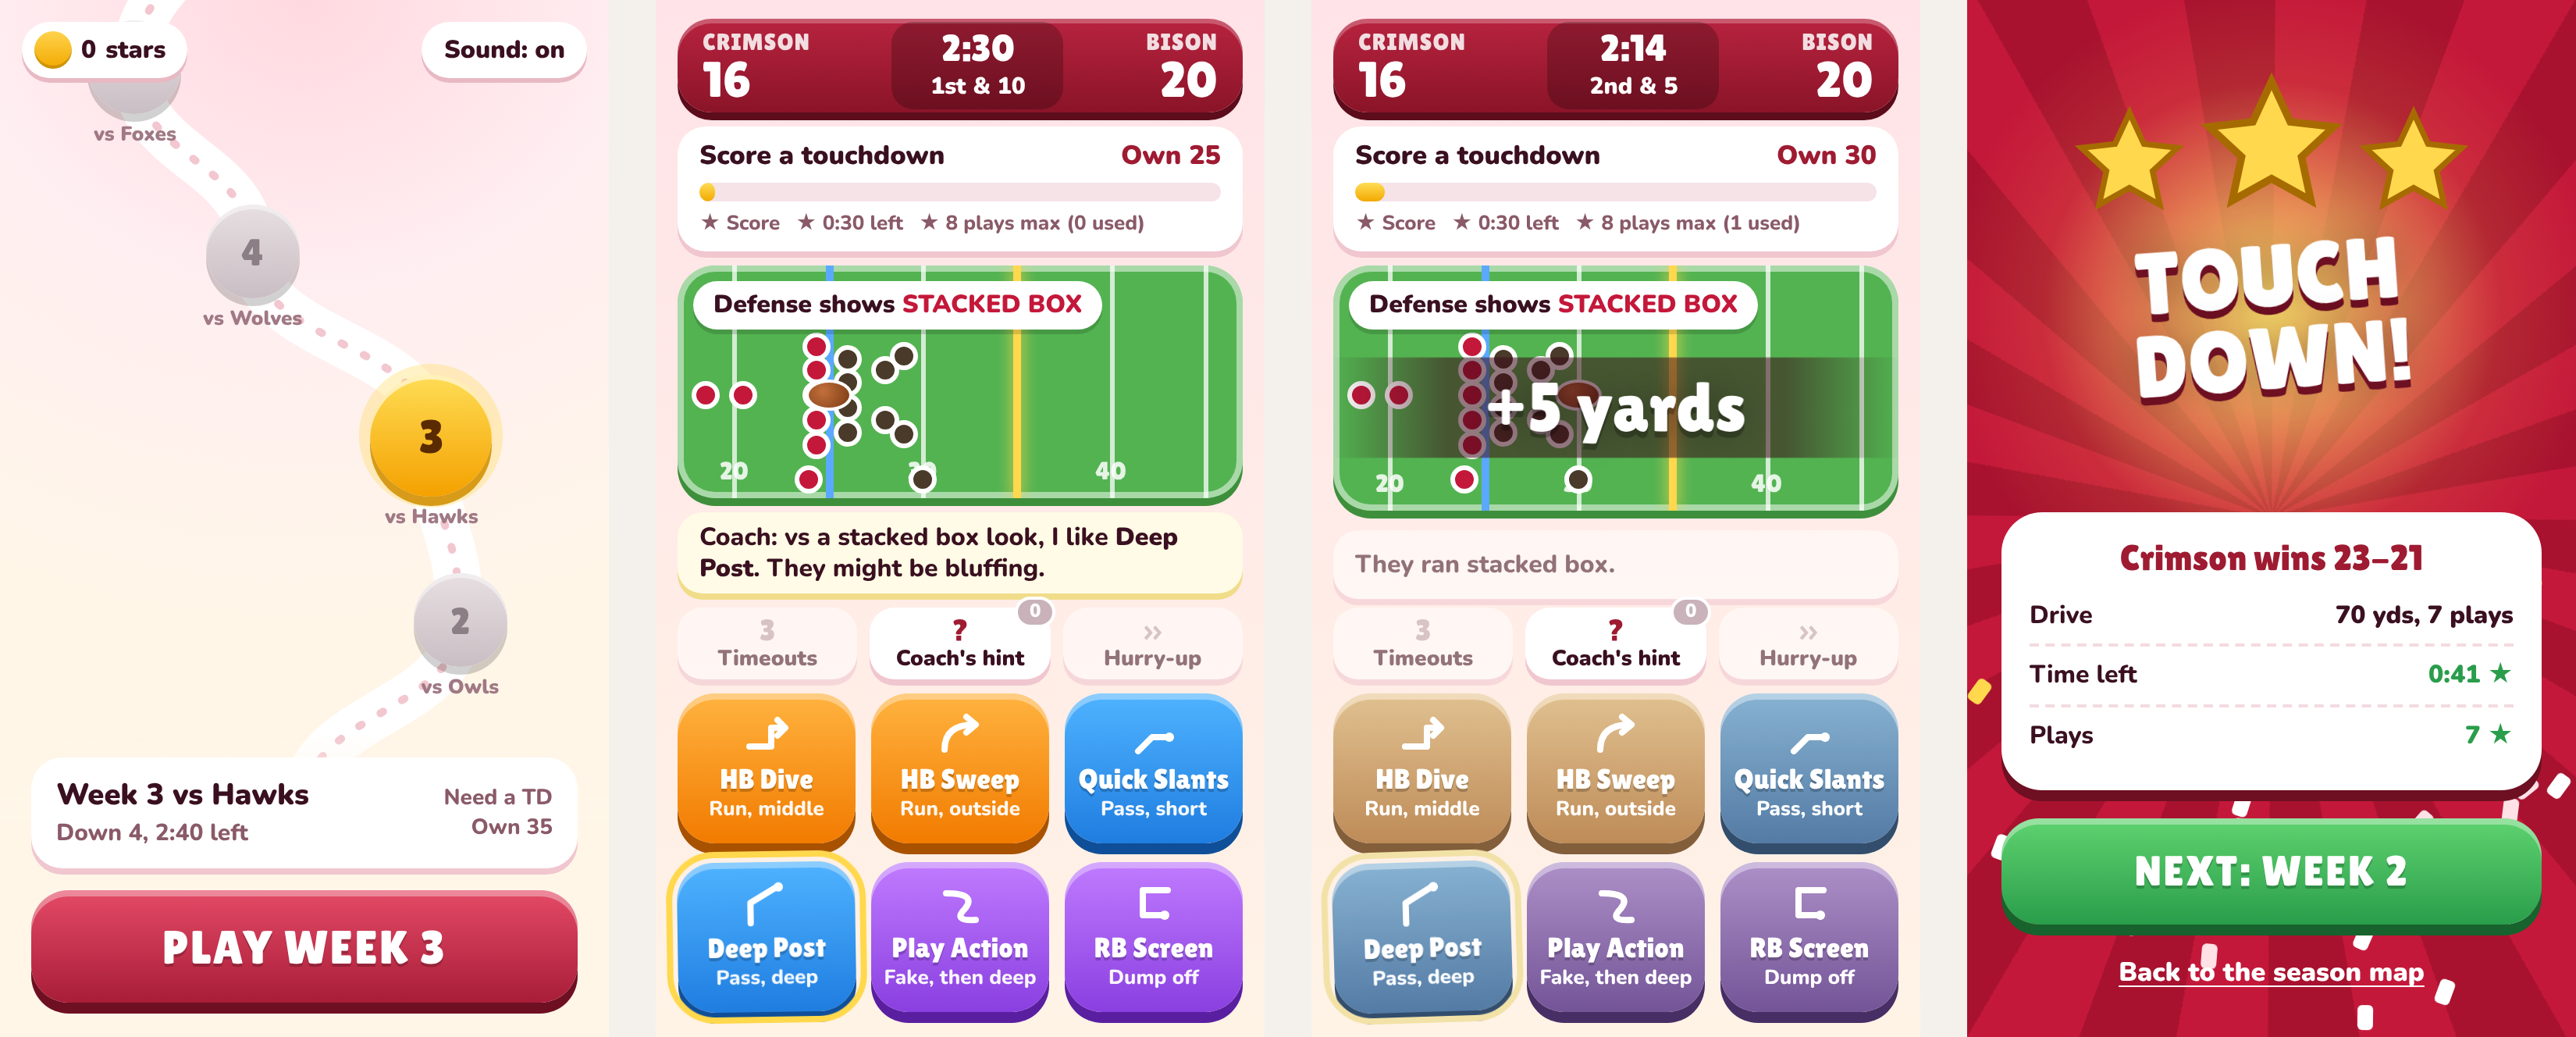 0 stars
Sound: on
vs Foxes
4
vs Wolves
3
vs Hawks
2
vs Owls
Week 3 vs Hawks
Down 4, 2:40 left
Need a TD
Own 35
PLAY WEEK 3
CRIMSON
16
2:30
1st & 10
BISON
20
Score a touchdown
Own 25
★ Score ★ 0:30 left ★ 8 plays max (0 used)
Defense shows STACKED BOX
20
40
Coach: vs a stacked box look, I like Deep
Post. They might be bluffing.
3
Timeouts
0
?
Coach's hint
»
Hurry-up
HB Dive
Run, middle
HB Sweep
Run, outside
Quick Slants
Pass, short
Deep Post
Pass, deep
Play Action
Fake, then deep
RB Screen
Dump off
CRIMSON
16
2:14
2nd & 5
BISON
20
Score a touchdown
Own 30
★ Score ★ 0:30 left ★ 8 plays max (1 used)
Defense shows STACKED BOX
+5 yards
20
40
They ran stacked box.
3
Timeouts
0
?
Coach's hint
»
Hurry-up
HB Dive
Run, middle
HB Sweep
Run, outside
Quick Slants
Pass, short
Deep Post
Pass, deep
Play Action
Fake, then deep
RB Screen
Dump off
TOUCH
DOWN!
Crimson wins 23–21
Drive
70 yds, 7 plays
Time left
0:41 ★
Plays
7 ★
NEXT: WEEK 2
Back to the season map